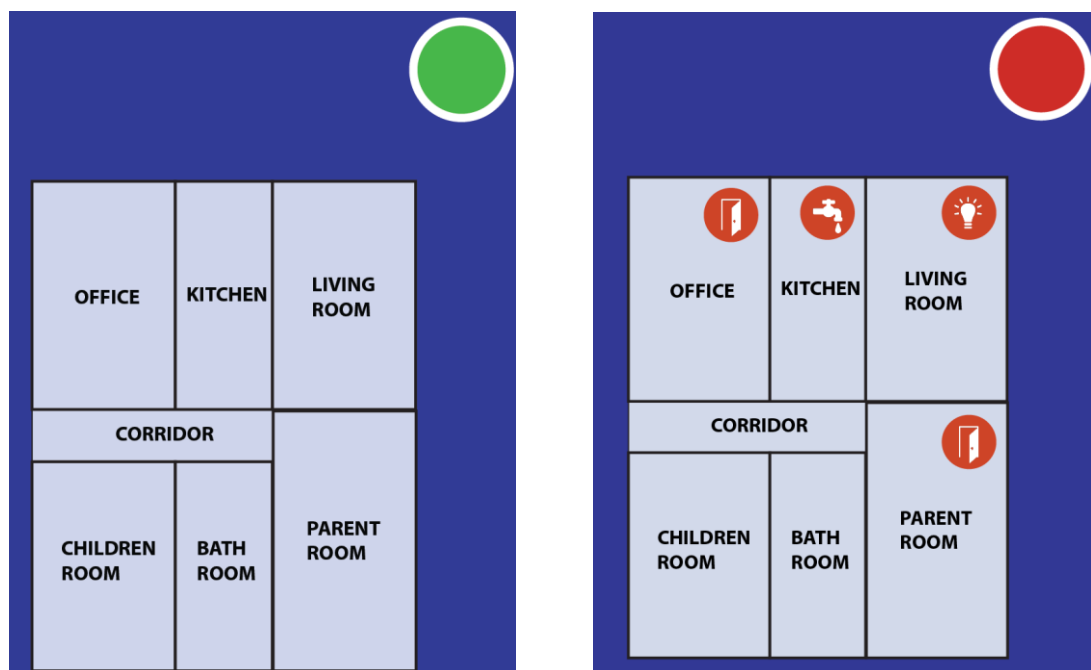 OFFICE
KITCHEN
LIVING
ROOM
CORRIDOR
CHILDREN
ROOM
BATH
ROOM
PARENT
ROOM
OFFICE
KITCHEN
LIVING
ROOM
CORRIDOR
CHILDREN
ROOM
BATH
ROOM
PARENT
ROOM